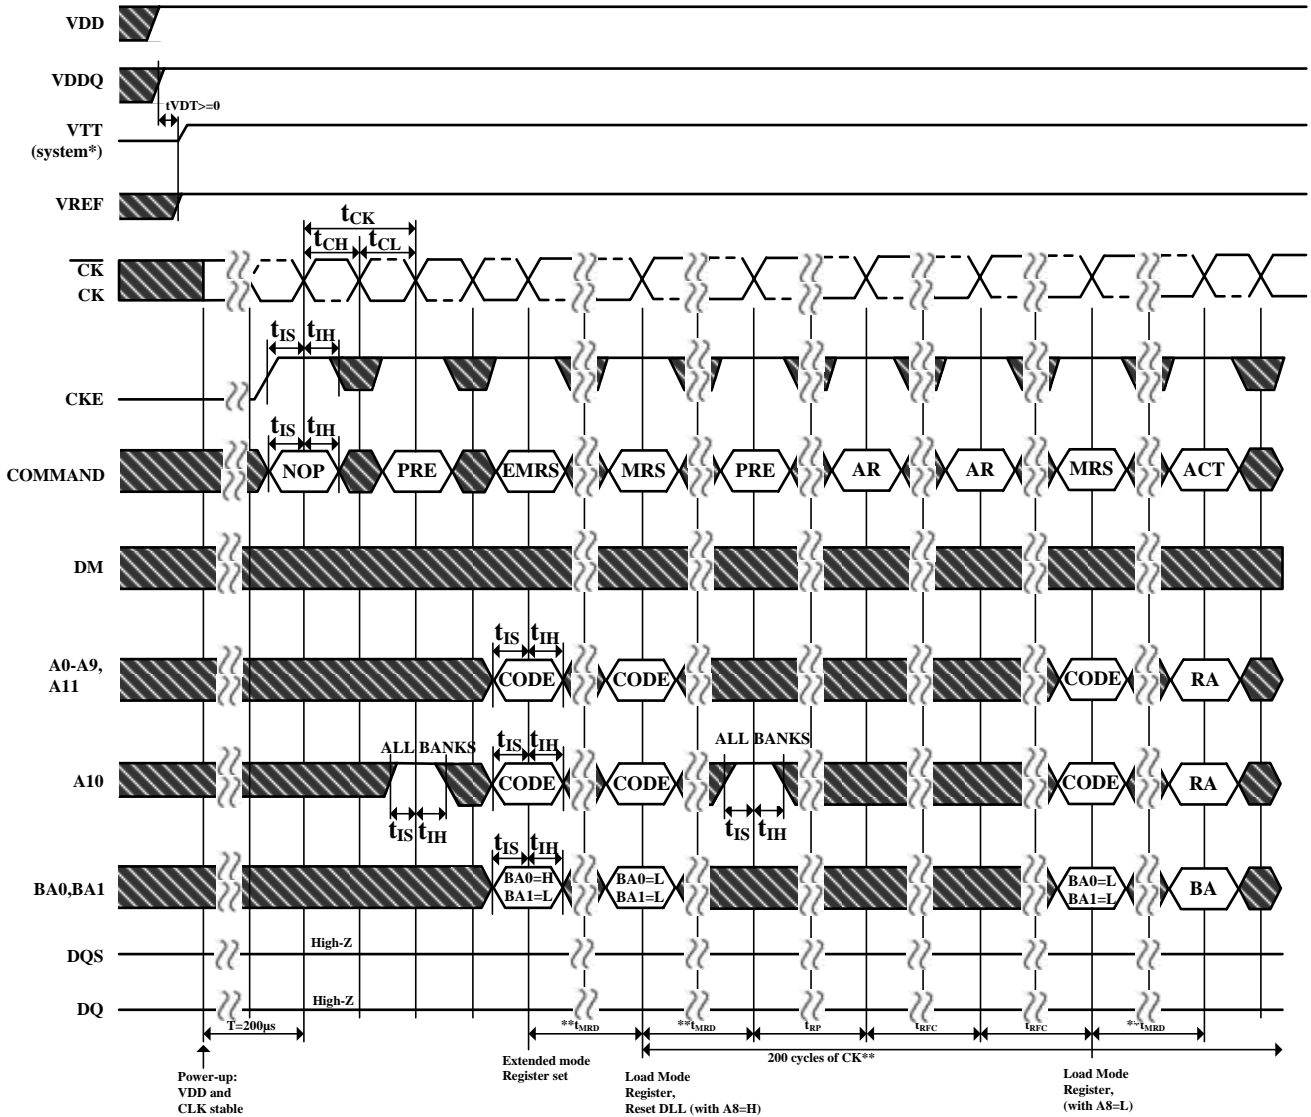 VDD
VDDQ
tVDT>=0
VTT
(system*)
VREF
tCK
tCH tCL
CK
CK
tIS tIH
CKE
tIS tIH
COMMAND NOP PRE EMRS MRS PRE AR AR MRS ACT
DM
tIS tIH
A0-A9,
A11
CODE CODE CODE RA
ALL BANKS tIS tIH ALL BANKS
A10 CODE CODE CODE RA
tIS tIH tIS tIH
tIS tIH
BA0,BA1
BA0=H BA0=L BA0=L
BA1=L BA1=L BA1=L
BA
High-Z
DQS
High-Z
DQ
T=200µs **tMRD **tMRD tRP tRFC tRFC **tMRD
200 cycles of CK**
Power-up:
VDD and
CLK stable
Extended mode
Register set
Load Mode
Register,
Reset DLL (with A8=H)
Load Mode
Register,
(with A8=L)